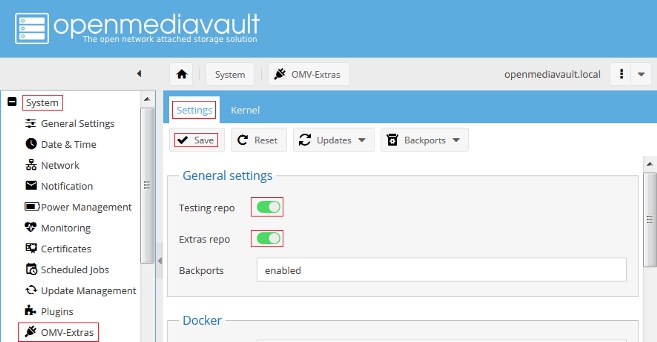 openmediavault
The open network attached storage solution
System
OMV-Extras
openmediavault.local
System
General Settings
Date & Time
Network
Notification
Power Management
Monitoring
Certificates
Scheduled Jobs
Update Management
Plugins
OMV-Extras
Settings
Kernel
Save
Reset
Updates
Backports
General settings
Testing repo
Extras repo
Backports
enabled
Docker